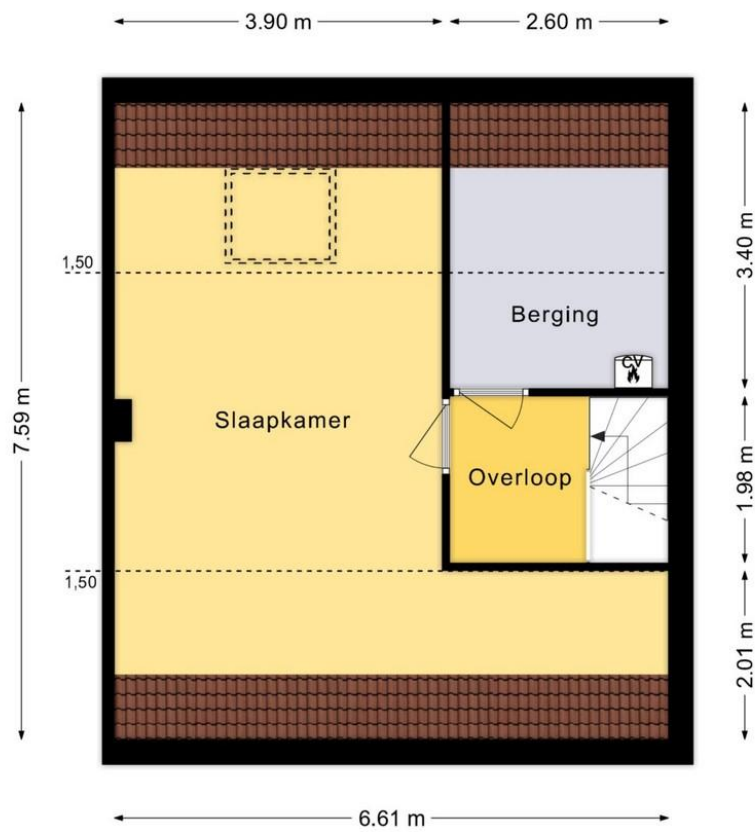 3.90 m
2.60 m
1,50
Berging
cv
3.40 m
7.59 m
Slaapkamer
Overloop
1.98 m
1,50
2.01 m
6.61 m